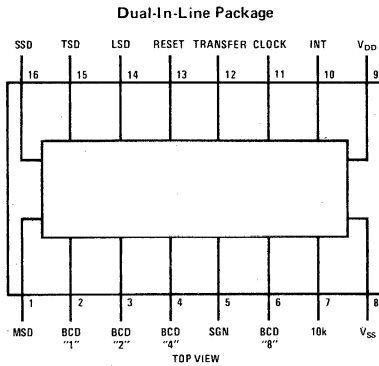 Dual-In-Line Package
SSD TSD LSD RESET TRANSFER CLOCK INT VDD
16 15 14 13 12 11 10 9
1 2 3 4 5 6 7 8
MSD BCD BCD BCD SGN BCD 10k VSS
"1" "2" "4" "8"
TOP VIEW